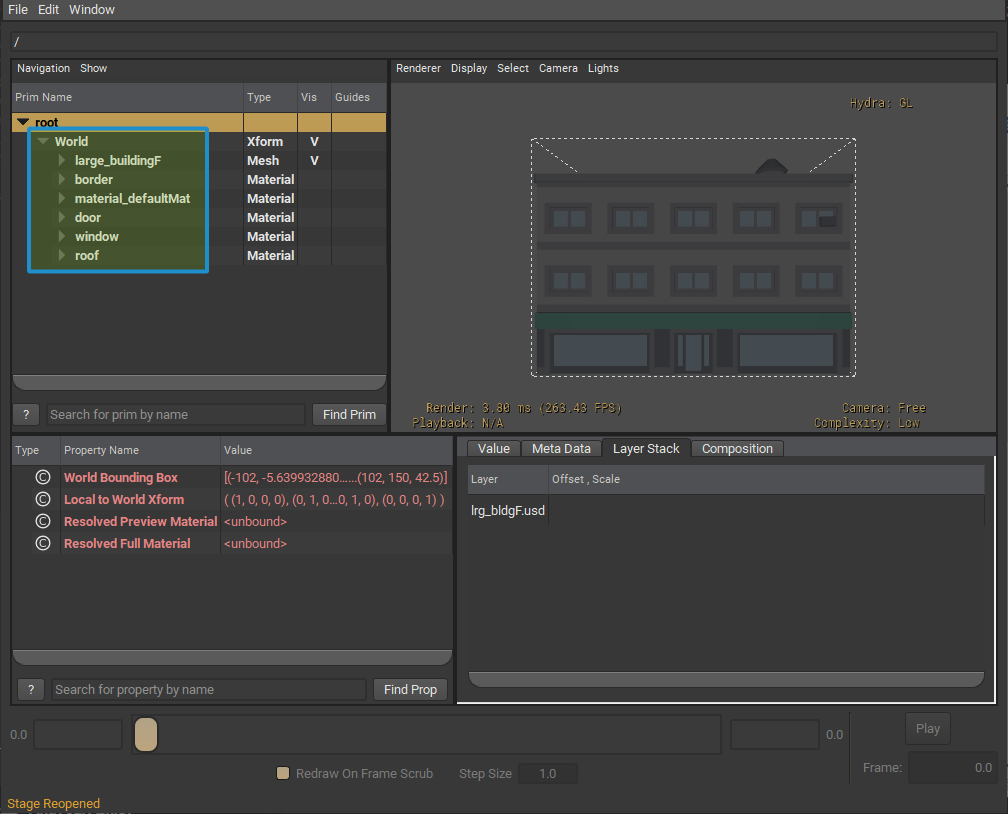 File Edit Window
/
Navigation Show
Prim Name Type Vis Guides
root
World Xform V
large_buildingF Mesh V
border Material
material_defaultMat Material
door Material
window Material
roof Material
? Search for prim by name Find Prim
Renderer Display Select Camera Lights
Hydra: GL
Render: 3.80 ms (263.43 FPS)
Playback: N/A
Camera: Free
Complexity: Low
Type Property Name Value
© World Bounding Box [(-102, -5.639932880......(102, 150, 42.5)]
© Local to World Xform ( (1, 0, 0, 0), (0, 1, 0...0, 1, 0), (0, 0, 0, 1) )
© Resolved Preview Material <unbound>
© Resolved Full Material <unbound>
? Search for property by name Find Prop
Value Meta Data Layer Stack Composition
Layer Offset , Scale
lrg_bldgF.usd
0.0 0.0 Play
Redraw On Frame Scrub Step Size 1.0 Frame: 0.0
Stage Reopened